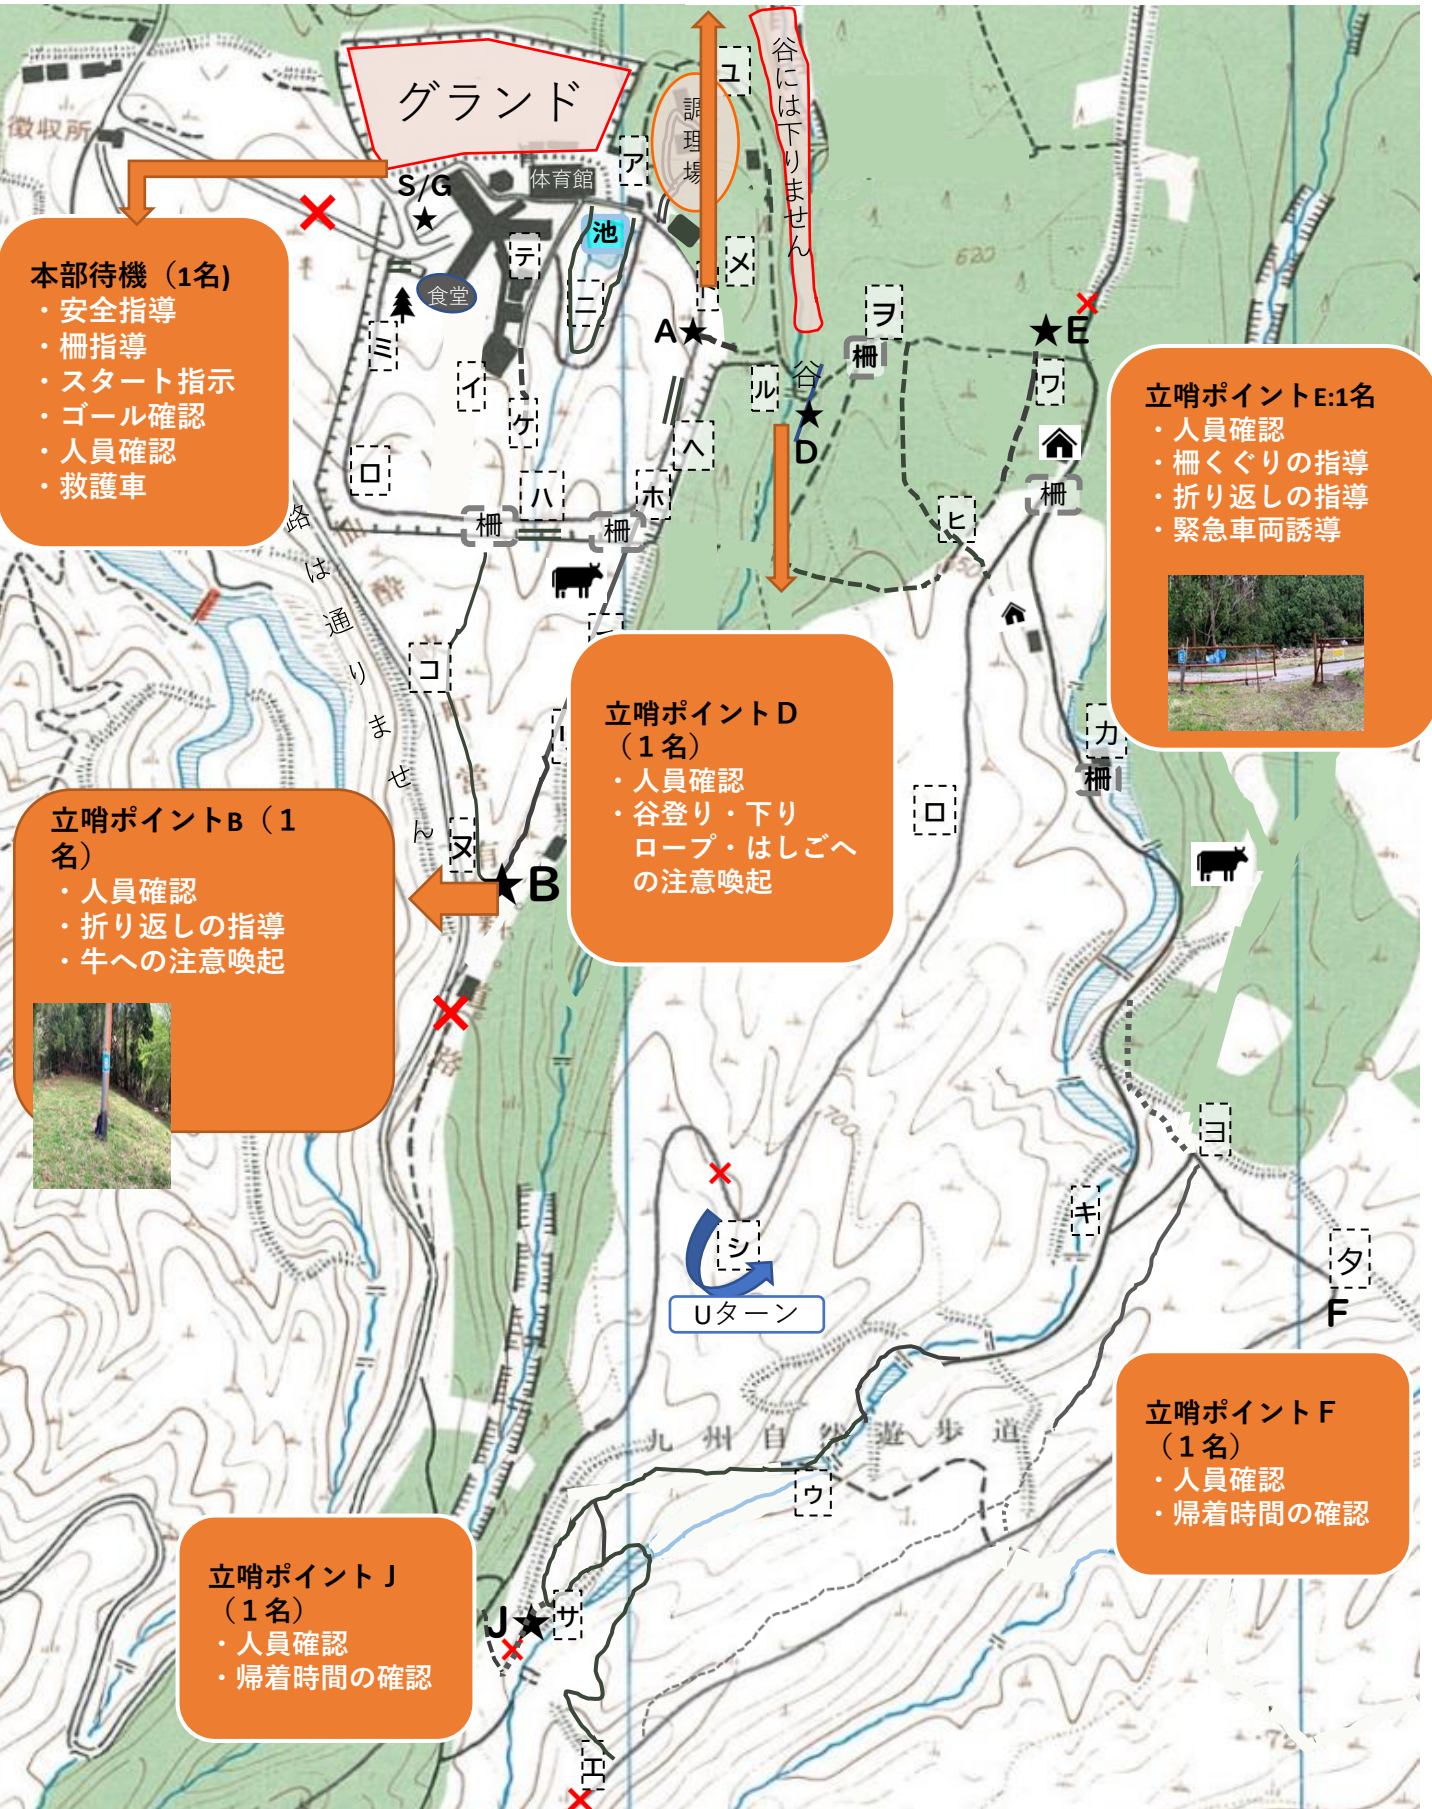 グランド
調理場
ユ
谷には下りません
徴収所
S/G
体育館
ア
池
テ
ニ
メ
食堂
ミ
A
ヲ
柵
E
ル
谷
ワ
D
イ
ケ
ヘ
ロ
ハ
ホ
柵
柵
柵
ヒ
620
本部待機（1名)
・安全指導
・柵指導
・スタート指示
・ゴール確認
・人員確認
・救護車
立哨ポイントE:1名
・人員確認
・柵くぐりの指導
・折り返しの指導
・緊急車両誘導
路は通りません
コ
カ
柵
ロ
ヌ
B
立哨ポイントD
（１名）
・人員確認
・谷登り・下り
ロープ・はしごへ
の注意喚起
立哨ポイントB（１
名）
・人員確認
・折り返しの指導
・牛への注意喚起
700
ヨ
キ
シ
Uターン
タ
F
九州自然遊歩道
ウ
立哨ポイントF
（１名）
・人員確認
・帰着時間の確認
立哨ポイントJ
（１名）
・人員確認
・帰着時間の確認
J
サ
エ